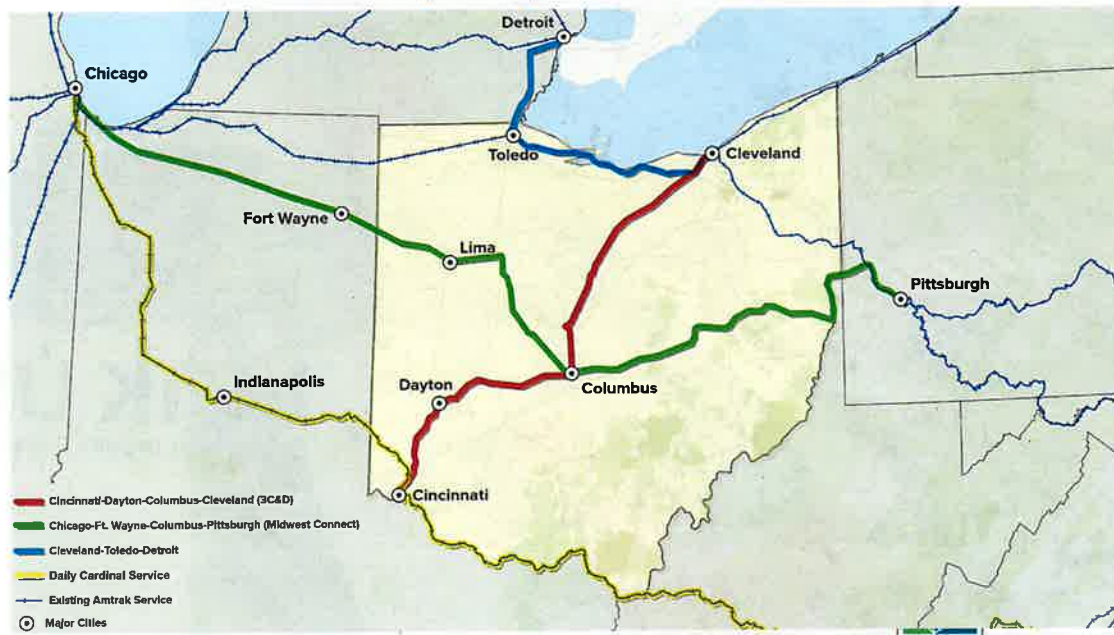 Detroit
Chicago
Toledo
Cleveland
Fort Wayne
Lima
Pittsburgh
Indianapolis
Dayton
Columbus
Cincinnati
Cincinnati-Dayton-Columbus-Cleveland (3C&D)
Chicago-Ft. Wayne-Columbus-Pittsburgh (Midwest Connect)
Cleveland-Toledo-Detroit
Daily Cardinal Service
Existing Amtrak Service
Major Cities